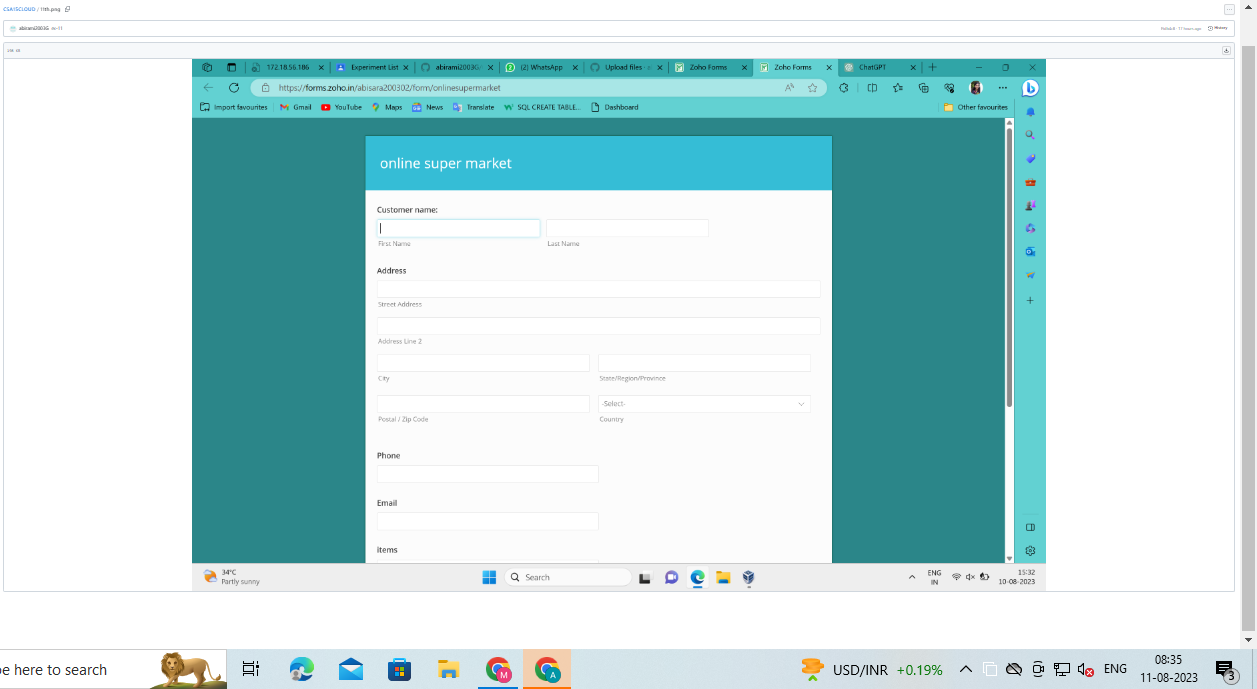 CSA15CLOUD / 11th.png
abirami2003G
History
172.18.56.186
Experiment List
abirami2003G/
(2) WhatsApp
Upload files
Zoho Forms
Zoho Forms
ChatGPT
https://forms.zoho.in/abisara200302/form/onlinesupermarket
Import favourites
Gmail
YouTube
Maps
News
Translate
SQL CREATE TABLE...
Dashboard
Other favourites
online super market
Customer name:
First Name
Last Name
Address
Street Address
Address Line 2
City
State/Region/Province
-Select-
Postal / Zip Code
Country
Phone
Email
items
34°C
Partly sunny
Search
ENG
IN
15:32
10-08-2023
e here to search
USD/INR +0.19%
ENG
08:35
11-08-2023
3